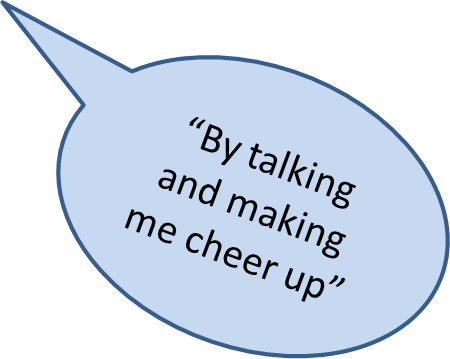 “By talking
and making
me cheer up”